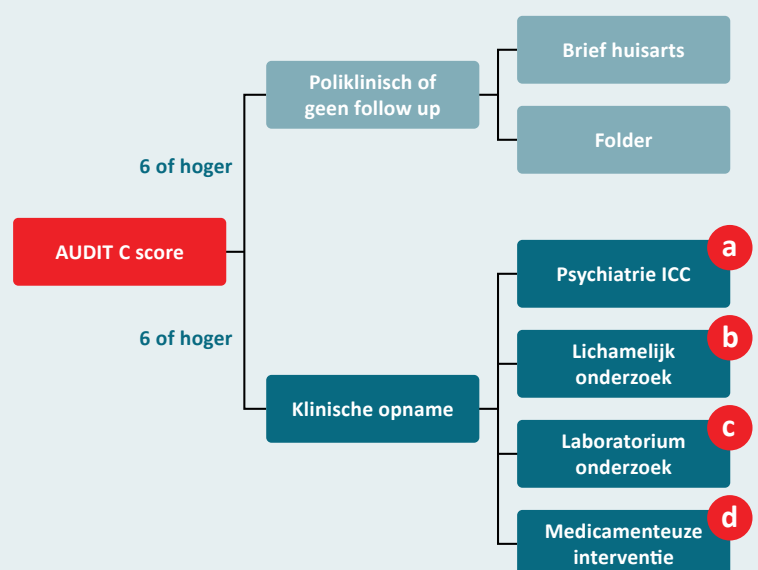 Brief huisarts
Poliklinisch of
geen follow up
Folder
6 of hoger
AUDIT C score
a
Psychiatrie ICC
b
6 of hoger
Lichamelijk
onderzoek
Klinische opname
c
Laboratorium
onderzoek
d
Medicamenteuze
interventie